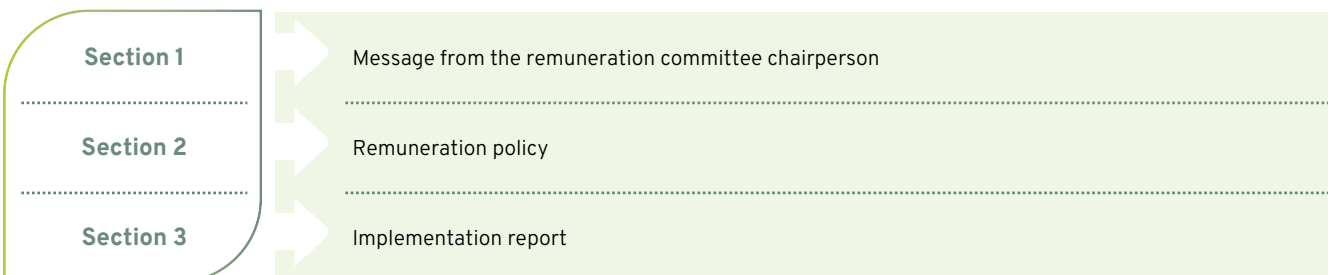 Section 1
Message from the remuneration committee chairperson
Section 2
Remuneration policy
Section 3
Implementation report